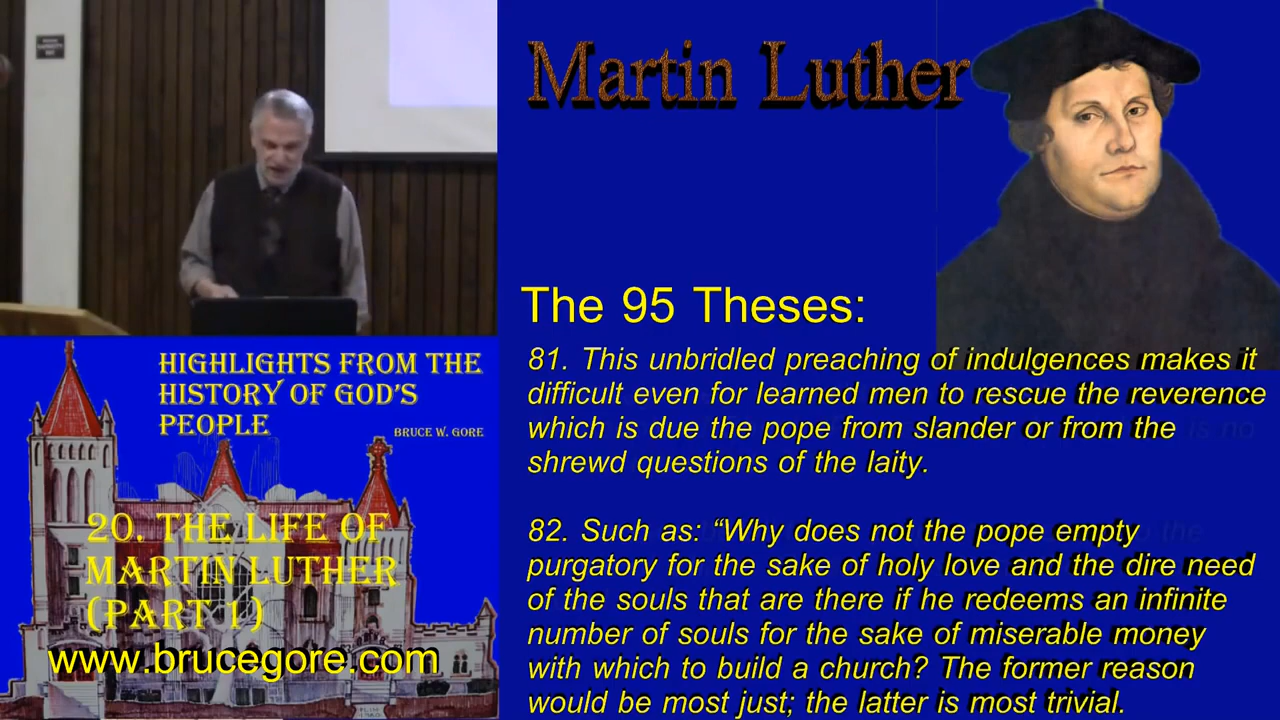 Martin Luther
The 95 Theses:
81. This unbridled preaching of indulgences makes it
difficult even for learned men to rescue the reverence
which is due the pope from slander or from the
shrewd questions of the laity.
82. Such as: “Why does not the pope empty
purgatory for the sake of holy love and the dire need
of the souls that are there if he redeems an infinite
number of souls for the sake of miserable money
with which to build a church? The former reason
would be most just; the latter is most trivial.
HIGHLIGHTS FROM THE
HISTORY OF GOD'S
PEOPLE
BRUCE W. GORE
20. THE LIFE OF
MARTIN LUTHER
(PART 1)
www.brucegore.com